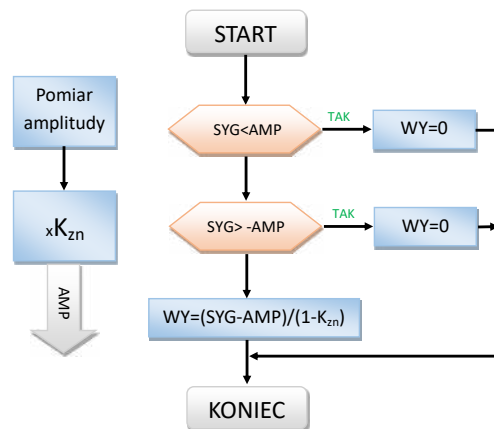 START
Pomiar
amplitudy
SYG<AMP
TAK
WY=0
xKzn
SYG> -AMP
TAK
WY=0
AMP
WY=(SYG-AMP)/(1-Kzn)
KONIEC